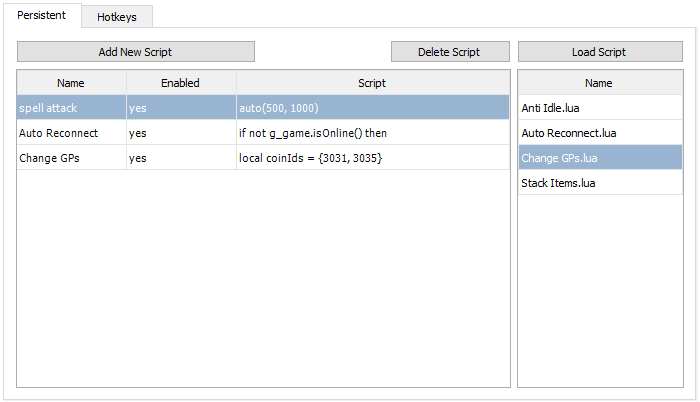 Persistent Hotkeys
Add New Script Delete Script Load Script
Name Enabled Script Name
spell attack yes auto(500, 1000) Anti Idle.lua
Auto Reconnect yes if not g_game.isOnline() then Auto Reconnect.lua
Change GPs yes local coinIds = {3031, 3035} Change GPs.lua
Stack Items.lua